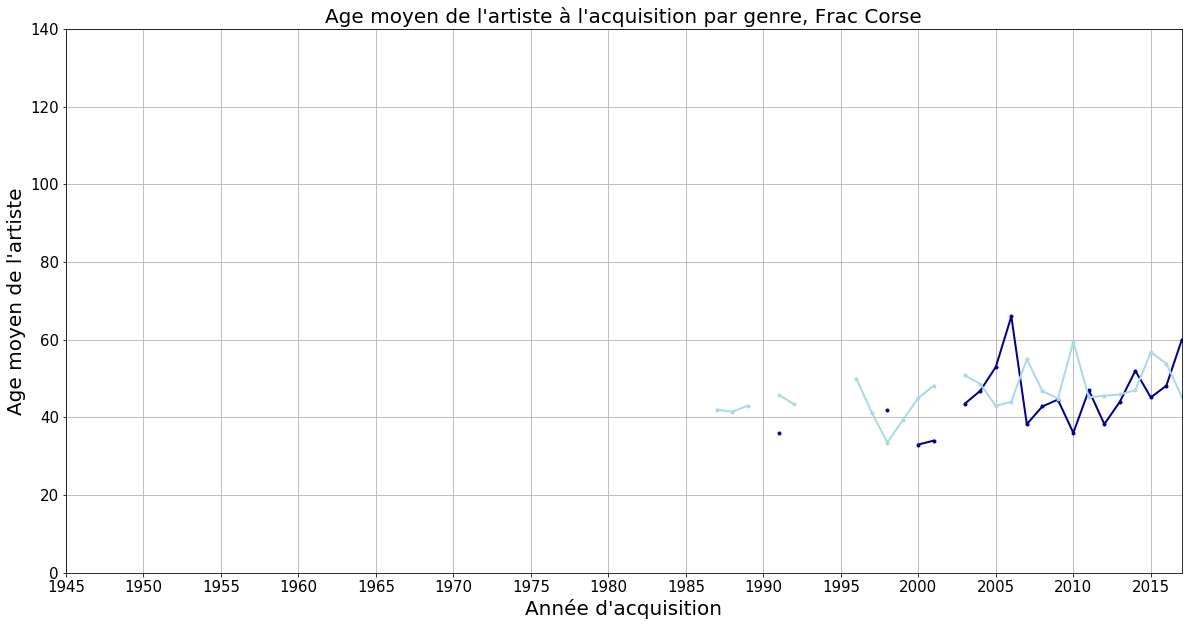 Age moyen de l'artiste à l'acquisition par genre, Frac Corse
Age moyen de l'artiste
140
120
100
80
60
40
20
0
1945 1950 1955 1960 1965 1970 1975 1980 1985 1990 1995 2000 2005 2010 2015
Année d'acquisition